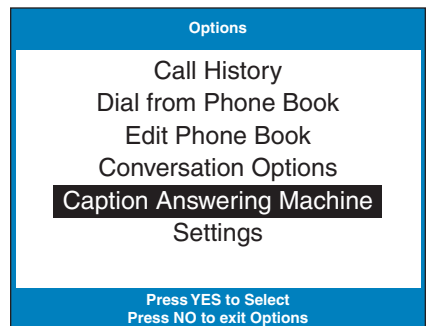 Options
Call History
Dial from Phone Book
Edit Phone Book
Conversation Options
Caption Answering Machine
Settings
Press YES to Select
Press NO to exit Options